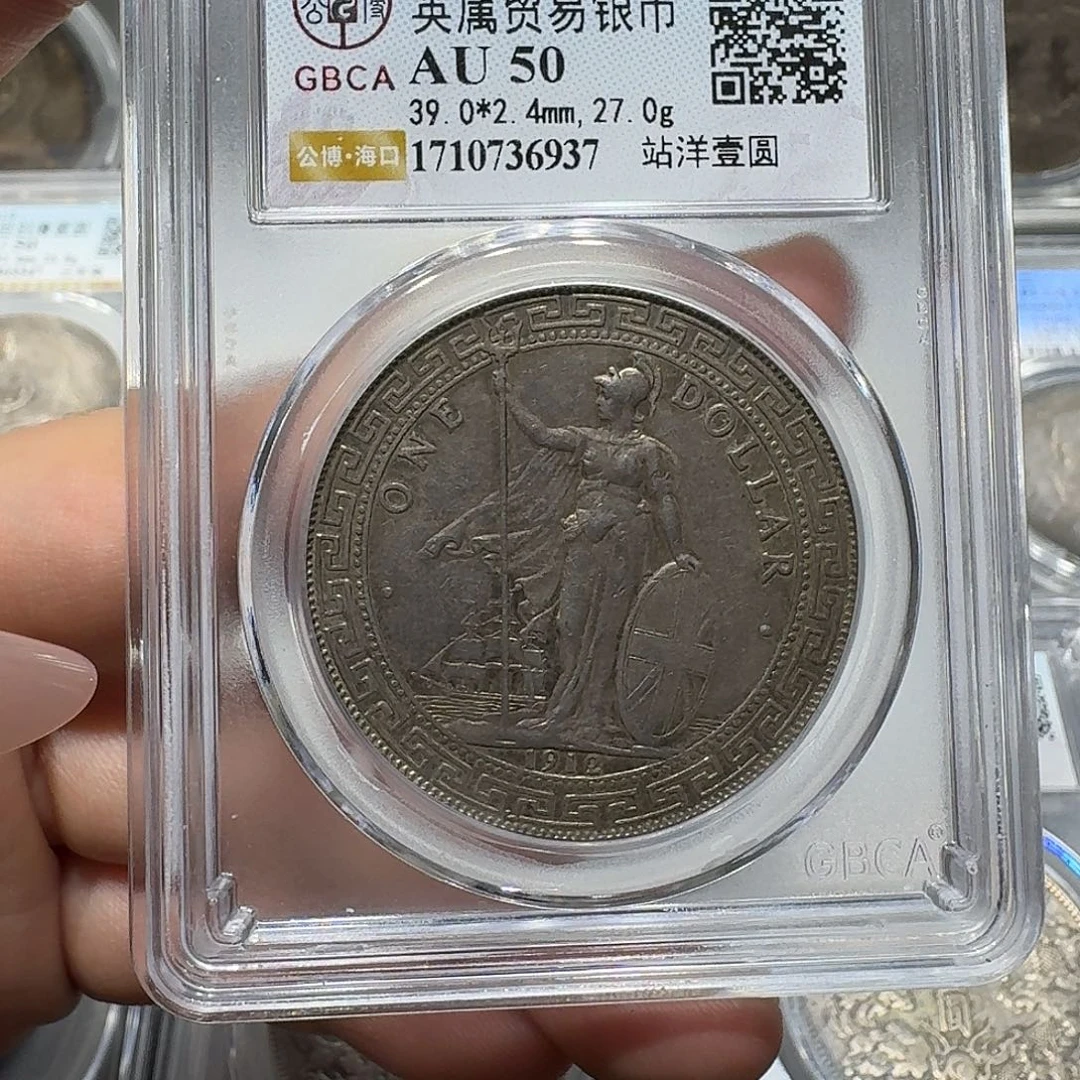 英属贸易银币
GBCA AU 50
39.0*2.4mm, 27.0g
公博·海口 1710736937 站洋壹圆
ONE DOLLAR
1912
GBCA®